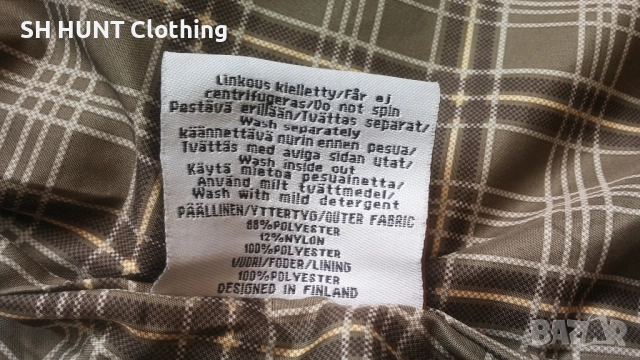 SH HUNT Clothing
Linkous kielletty/Får ej
centrifugeras/Do not spin
Pestävä erillään/Tvättas separat/
Wash separately
käännettävä nurin ennen pesua/
Tvättas med aviga sidan utat/
Wash inside out
Käytä mietoa pesuainetta/
Använd milt tvättmedel/
Wash with mild detergent
PÄÄLLINEN/YTTERTYG/OUTER FABRIC
88%POLYESTER
12%NYLON
100%POLYESTER
VUORI/FODER/LINING
100%POLYESTER
DESIGNED IN FINLAND
BAZAR